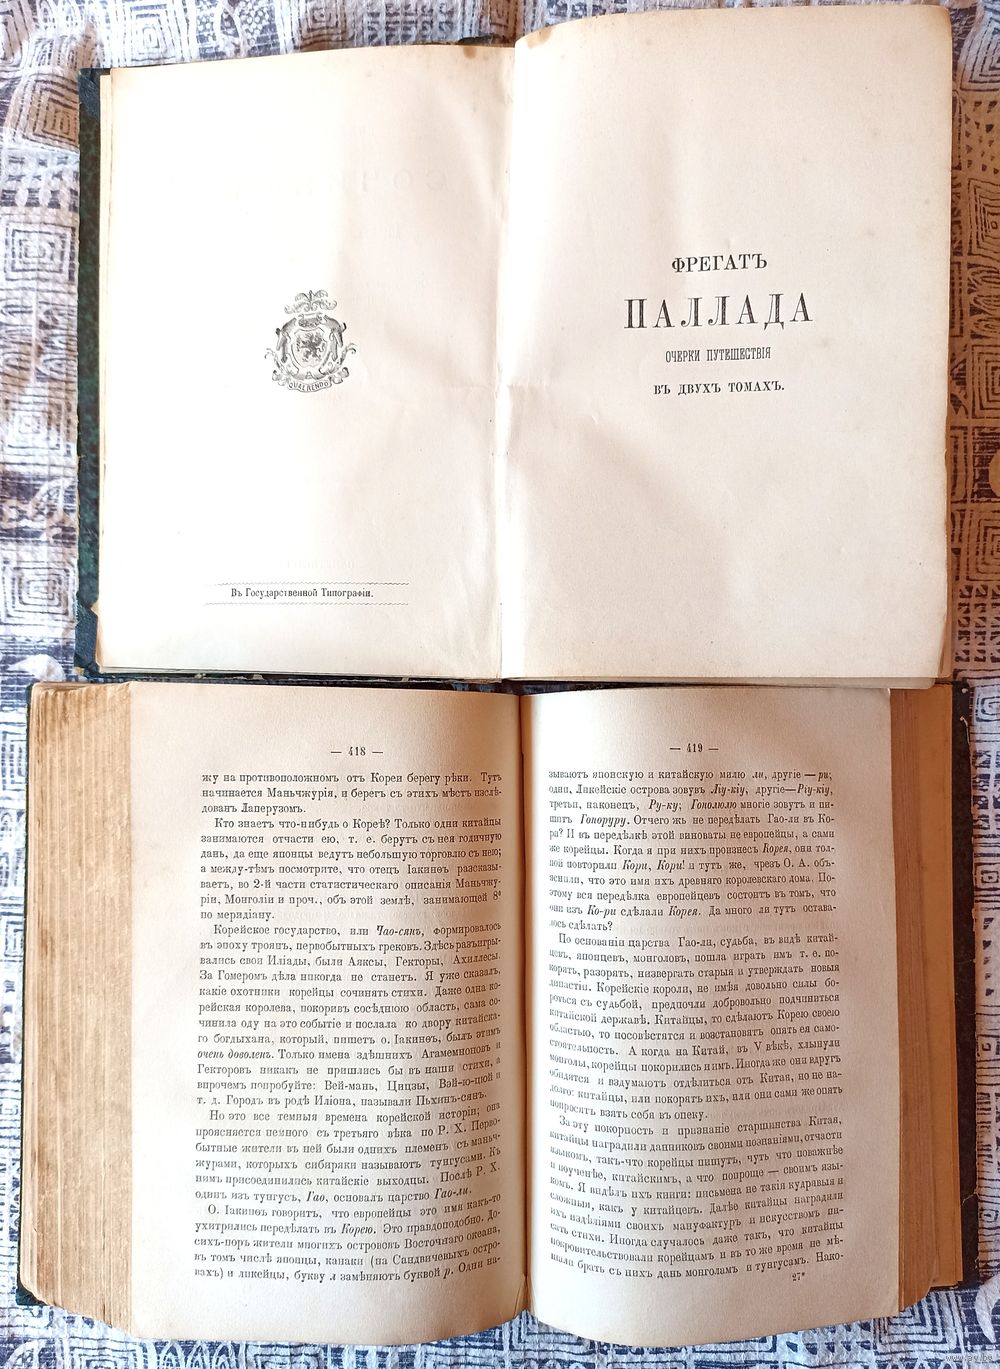 QUAERENDO
Въ Государственной Типографіи.
ФРЕГАТЪ
ПАЛЛАДА
ОЧЕРКИ ПУТЕШЕСТВІЯ
ВЪ ДВУХЪ ТОМАХЪ.
— 418 —
жу на противоположномъ отъ Кореи берегу рѣки. Тутъ
начинается Маньчжурія, и берегъ съ этихъ мѣстъ изслѣ-
дованъ Лаперузомъ.
Кто знаетъ что-нибудь о Кореѣ? Только одни китайцы
занимаются отчасти ею, т. е. берутъ съ нея годичную
дань, да еще японцы ведутъ небольшую торговлю съ нею;
а между-тѣмъ посмотрите, что отецъ Іакинѳъ разсказы-
ваетъ, во 2-й части статистическаго описанія Маньчжу-
ріи, Монголіи и проч., объ этой землѣ, занимающей 8°
по меридіану.
Корейское государство, или Чао-сянъ, формировалось
въ эпоху троянъ, первобытныхъ грековъ. Здѣсь разыгры-
вались свои Иліады, были Аяксы, Гекторы, Ахиллесы.
За Гомеромъ дѣла никогда не станетъ. Я уже сказалъ,
какіе охотники корейцы сочинять стихи. Даже одна ко-
рейская королева, покоривъ сосѣднюю область, сама со-
чинила оду на это событіе и послала ко двору китайска-
го богдыхана, который, пишетъ о. Іакинѳъ, былъ этимъ
очень доволенъ. Только имена здѣшнихъ Агамемноновъ и
Гекторовъ никакъ не пришлись бы въ наши стихи, а
впрочемъ попробуйте: Вей-мань, Цицзы, Вэй-ю-цюй и
т. д. Городъ въ родѣ Иліона, называли Пьхинъ-сянъ.
Но это все темныя времена корейской исторіи; она
проясняется немного съ третьяго вѣка по Р. Х. Перво-
бытные жители въ ней были однихъ племенъ съ мань-
чжурами, которыхъ сибиряки называютъ тунгусами. Къ
нимъ присоединились китайскіе выходцы. Послѣ Р. Х.
одинъ изъ тунгусъ, Гао, основалъ царство Гао-ли.
О. Іакинѳъ говоритъ, что европейцы это имя какъ-то
ухитрились передѣлать въ Корею. Это правдоподобно. До-
сихъ-поръ жители многихъ острововъ Восточнаго океана,
въ томъ числѣ японцы, канаки (на Сандвичевыхъ остро-
вахъ) и ликейцы, букву л замѣняютъ буквой р. Одни на-
— 419 —
зываютъ японскую и китайскую милю ли, другіе — ри;
одни, Ликейскіе острова зовутъ Ліу-кіу, другіе—Ріу-кіу,
третьи, наконецъ, Ру-ку; Гонолюлю многіе зовутъ и пи-
шутъ Гоноруру. Отчего жъ не передѣлать Гао-ли въ Ко-
ра? И въ передѣлкѣ этой виноваты не европейцы, а сами
же корейцы. Когда я при нихъ произнесъ Корея, они тол-
пой повторили Кори, Кори! и тутъ же, чрезъ О. А. объ-
яснили, что это имя ихъ древняго королевскаго дома. По-
этому вся передѣлка европейцевъ состоитъ въ томъ, что
они изъ Ко-ри сдѣлали Корея. Да много ли тутъ остава-
лось сдѣлать?
По основаніи царства Гао-ли, судьба, въ видѣ китай-
цевъ, японцевъ, монголовъ, пошла играть имъ т. е. по-
корять, разорять, низвергать старыя и утверждать новыя
династіи. Корейскіе короли, не имѣя довольно силы бо-
роться съ судьбой, предпочли добровольно подчиниться
китайской державѣ. Китайцы, то сдѣлаютъ Корею своею
областью, то посовѣстятся и возстановятъ опять ея само-
стоятельность. А когда на Китай, въ V вѣкѣ, хлынули
монголы, корейцы покорились и имъ. Иногда же они вдругъ
обидятся и вздумаютъ отдѣлиться отъ Китая, но не на-
долго: китайцы, или покорятъ ихъ, или они сами же опять
попросятъ взять себя въ опеку.
За эту покорность и признаніе старшинства Китая,
китайцы наградили данниковъ своими познаніями, отчасти
языкомъ, такъ-что корейцы пишутъ, чуть что поважнѣе
и поученѣе, китайскимъ, а что попроще — своимъ язы-
комъ. Я видѣлъ ихъ книги: письмена не такія кудрявыя и
сложныя, какъ у китайцевъ. Далѣе китайцы наградили
ихъ издѣліями своихъ мануфактуръ и искусствомъ пи-
сать стихи. Иногда случалось даже такъ, что китайцы
покровительствовали корейцамъ и въ то же время не мѣ-
шали брать съ нихъ дань монголамъ и тунгусамъ. Нако-
27*